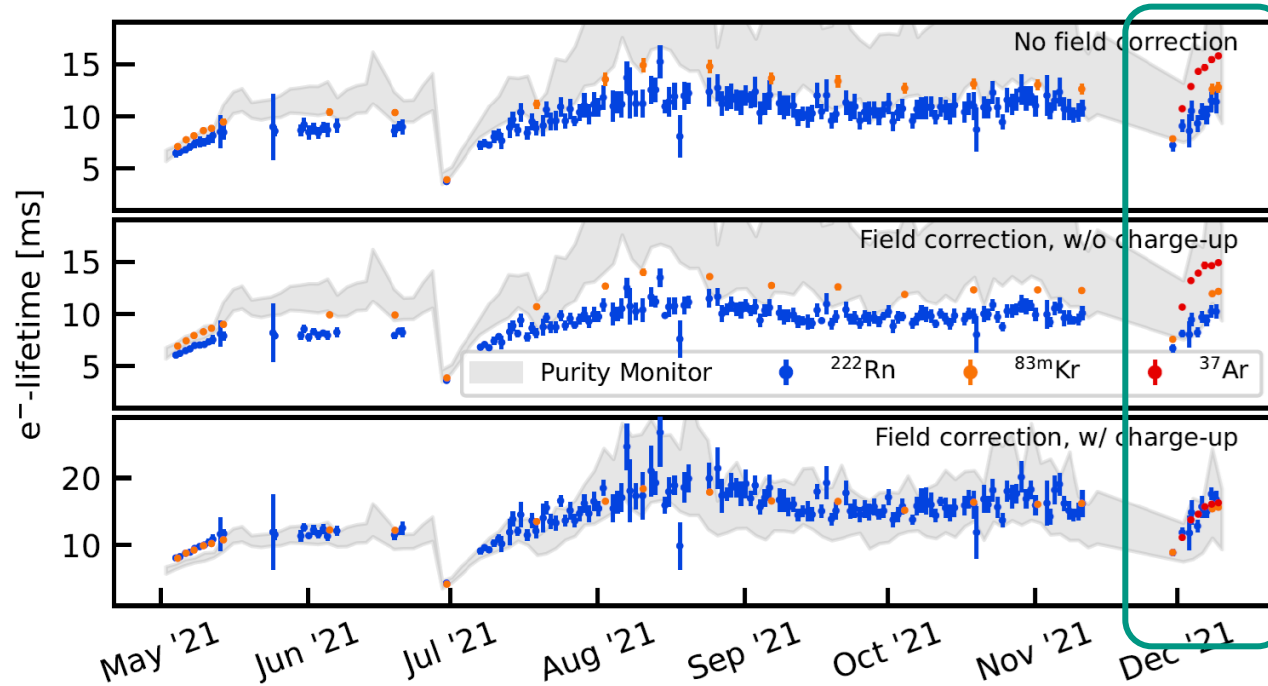 No field correction
15
10
5
Field correction, w/o charge-up
15
10
5
Purity Monitor ²²²Rn ⁸³ᵐKr ³⁷Ar
e⁻-lifetime [ms]
Field correction, w/ charge-up
20
10
May '21 Jun '21 Jul '21 Aug '21 Sep '21 Oct '21 Nov '21 Dec '21